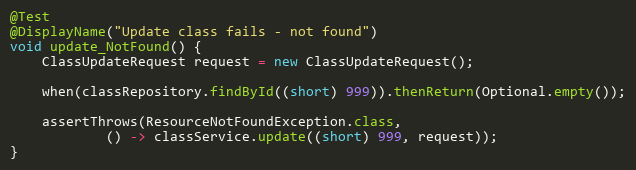 @Test
@DisplayName("Update class fails - not found")
void update_NotFound() {
    ClassUpdateRequest request = new ClassUpdateRequest();
    when(classRepository.findById((short) 999)).thenReturn(Optional.empty());
    assertThrows(ResourceNotFoundException.class,
            () -> classService.update((short) 999, request));
}